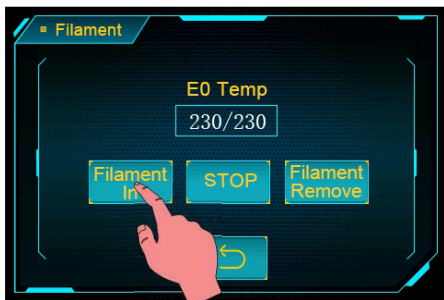 Filament
E0 Temp
230/230
Filament
In
STOP
Filament
Remove